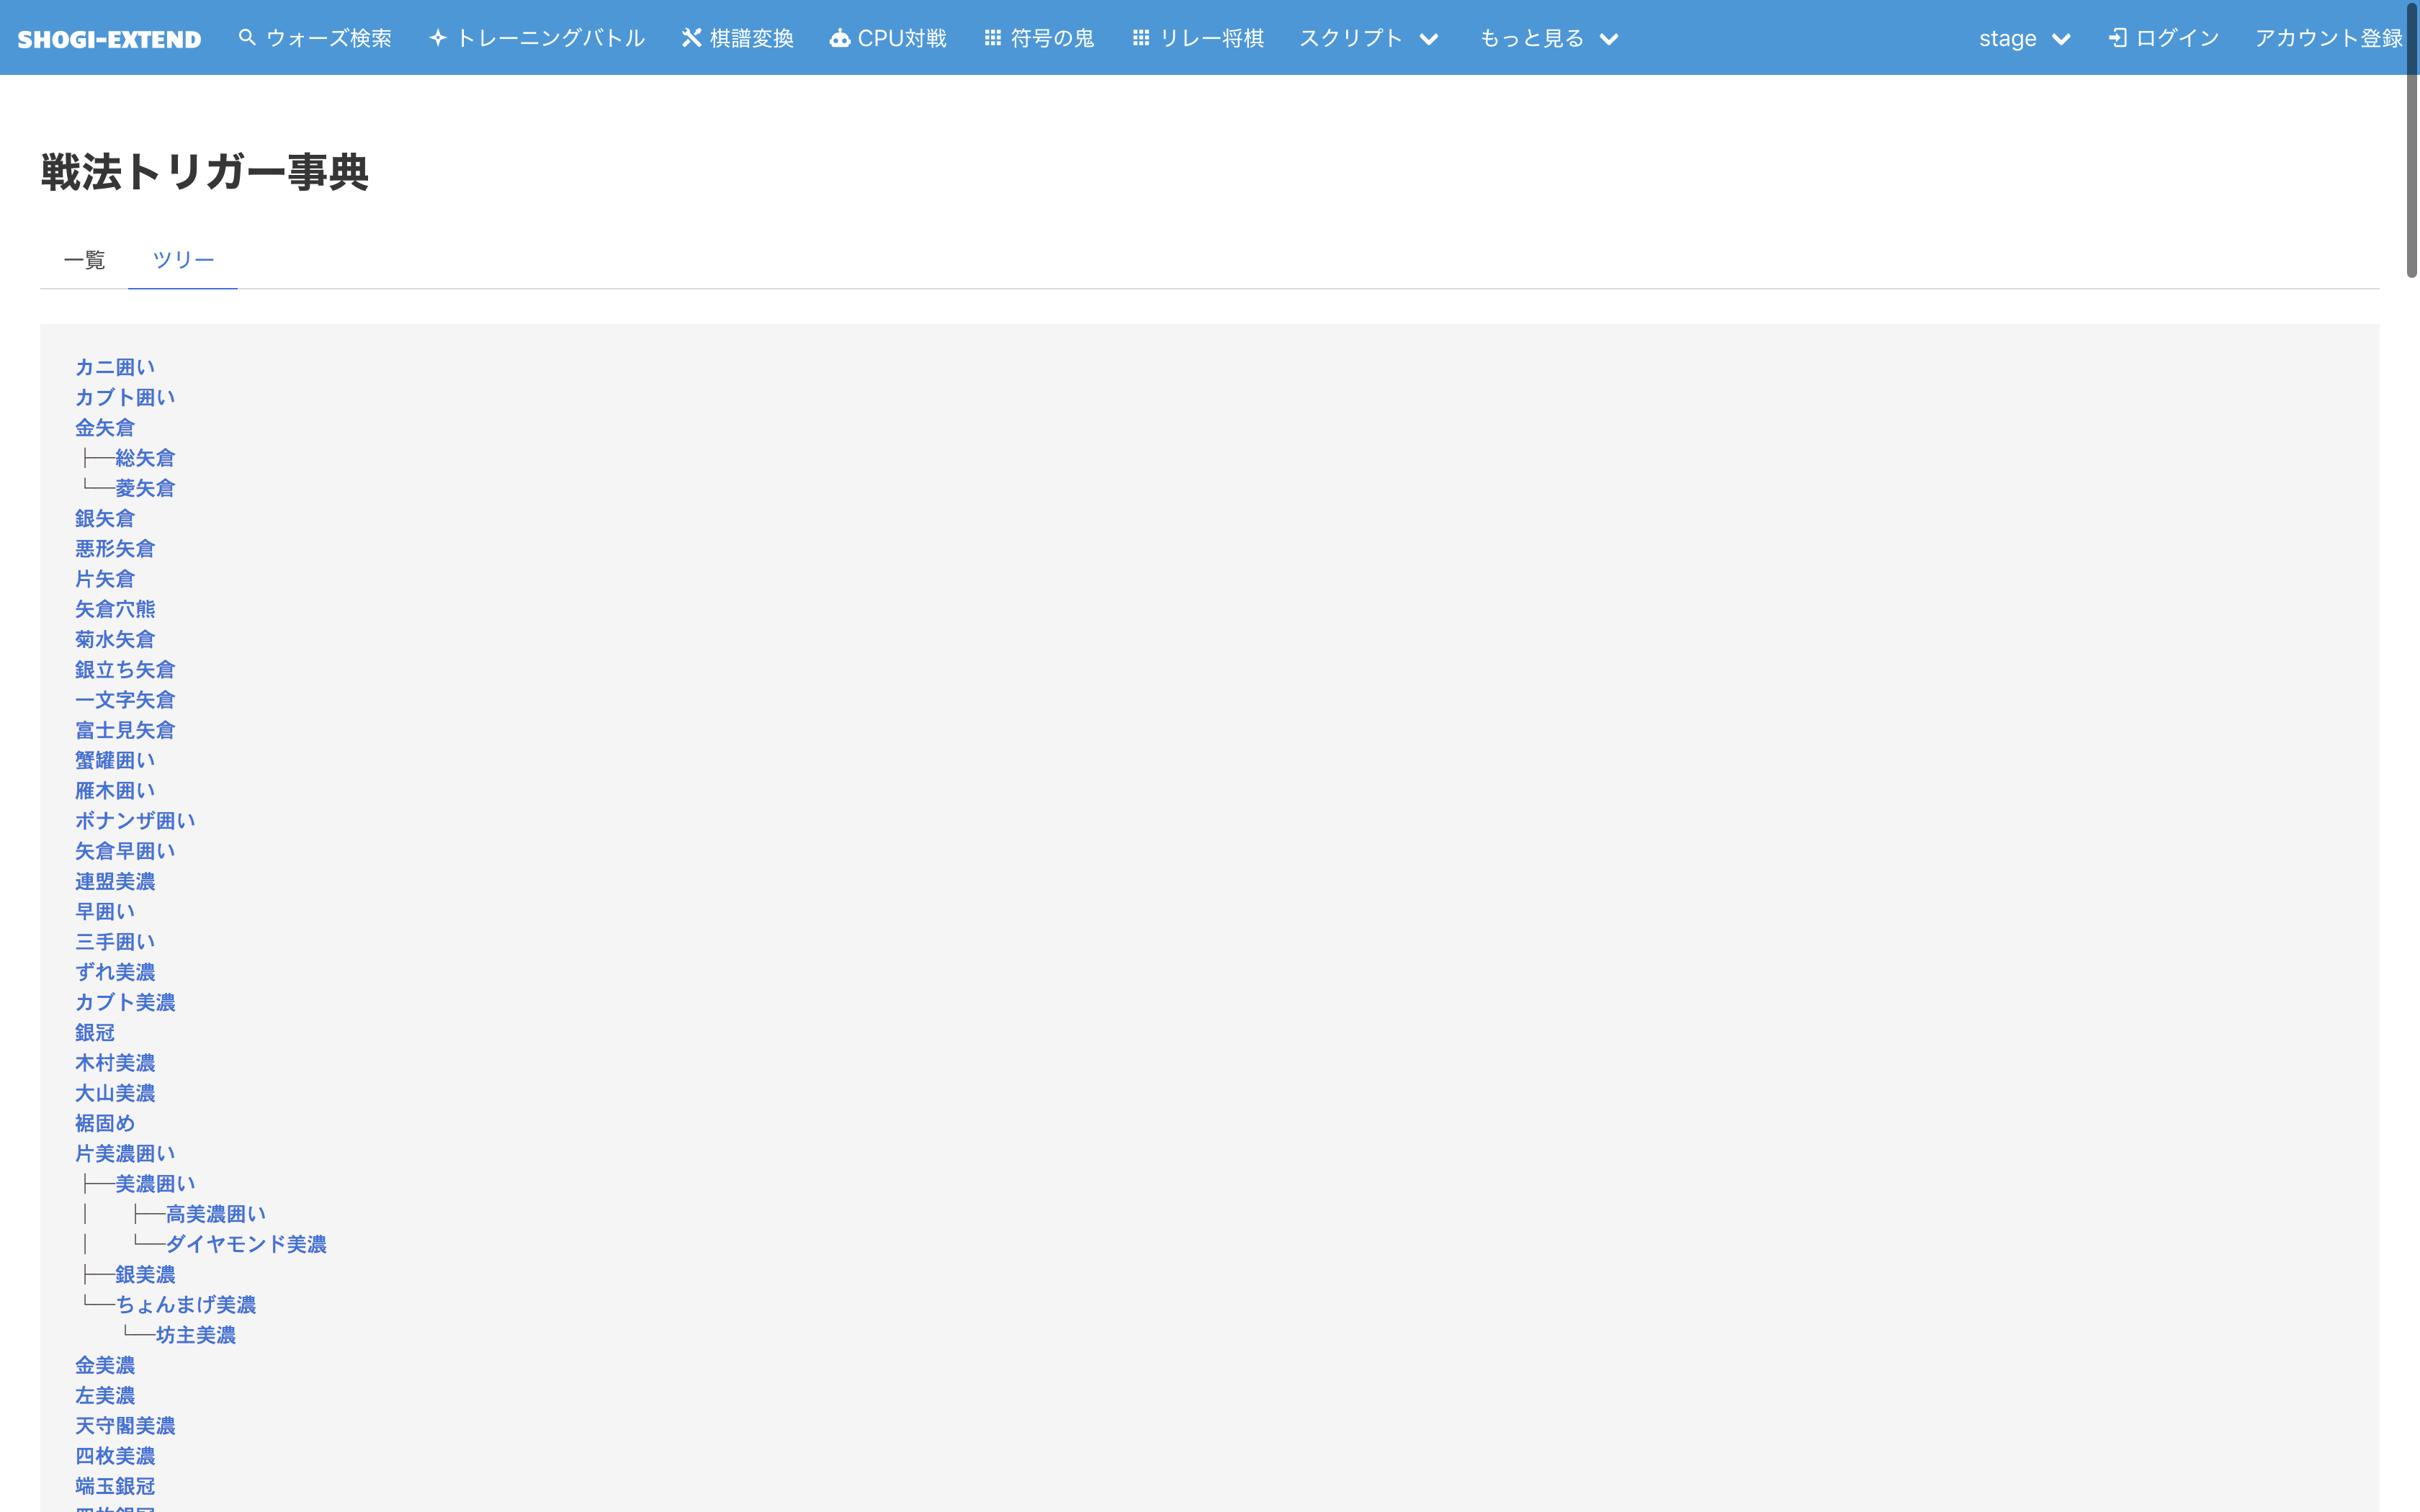 SHOGI-EXTEND ウォーズ検索 トレーニングバトル 棋譜変換 CPU対戦 符号の鬼 リレー将棋 スクリプト もっと見る stage ログイン アカウント登録
戦法トリガー事典
一覧 ツリー
カニ囲い
カブト囲い
金矢倉
├──総矢倉
└──菱矢倉
銀矢倉
悪形矢倉
片矢倉
矢倉穴熊
菊水矢倉
銀立ち矢倉
一文字矢倉
富士見矢倉
蟹罐囲い
雁木囲い
ボナンザ囲い
矢倉早囲い
連盟美濃
早囲い
三手囲い
ずれ美濃
カブト美濃
銀冠
木村美濃
大山美濃
裾固め
片美濃囲い
├──美濃囲い
│   ├──高美濃囲い
│   └──ダイヤモンド美濃
├──銀美濃
└──ちょんまげ美濃
    └──坊主美濃
金美濃
左美濃
天守閣美濃
四枚美濃
端玉銀冠